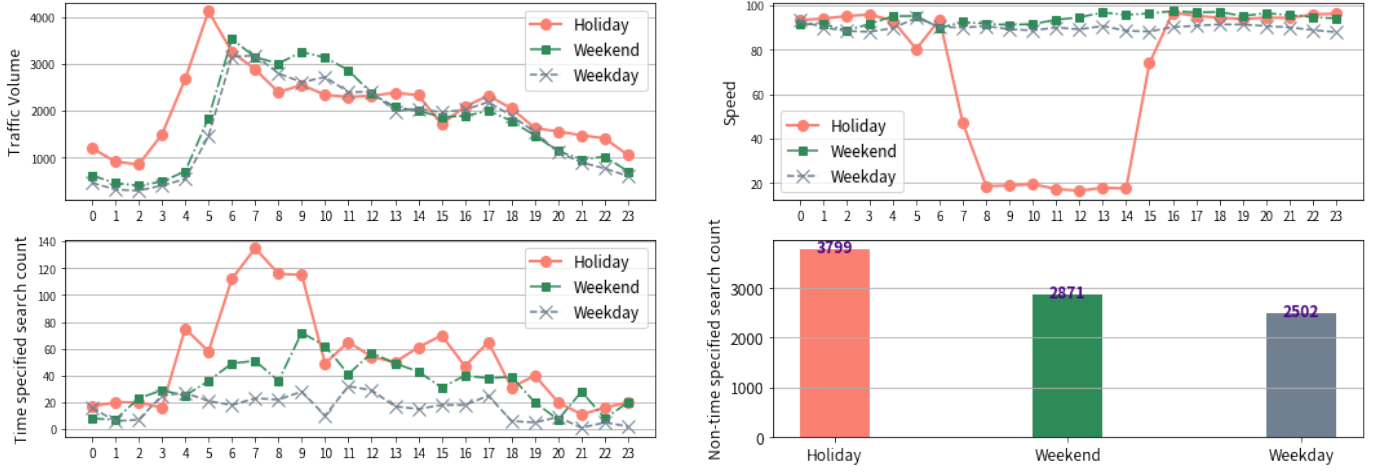 Traffic Volume
4000
3000
2000
1000
Holiday
Weekend
Weekday
0 1 2 3 4 5 6 7 8 9 10 11 12 13 14 15 16 17 18 19 20 21 22 23
Speed
100
80
60
40
20
Holiday
Weekend
Weekday
0 1 2 3 4 5 6 7 8 9 10 11 12 13 14 15 16 17 18 19 20 21 22 23
Time specified search count
140
120
100
80
60
40
20
0
Holiday
Weekend
Weekday
0 1 2 3 4 5 6 7 8 9 10 11 12 13 14 15 16 17 18 19 20 21 22 23
Non-time specified search count
3000
2000
1000
0
3799
2871
2502
Holiday Weekend Weekday